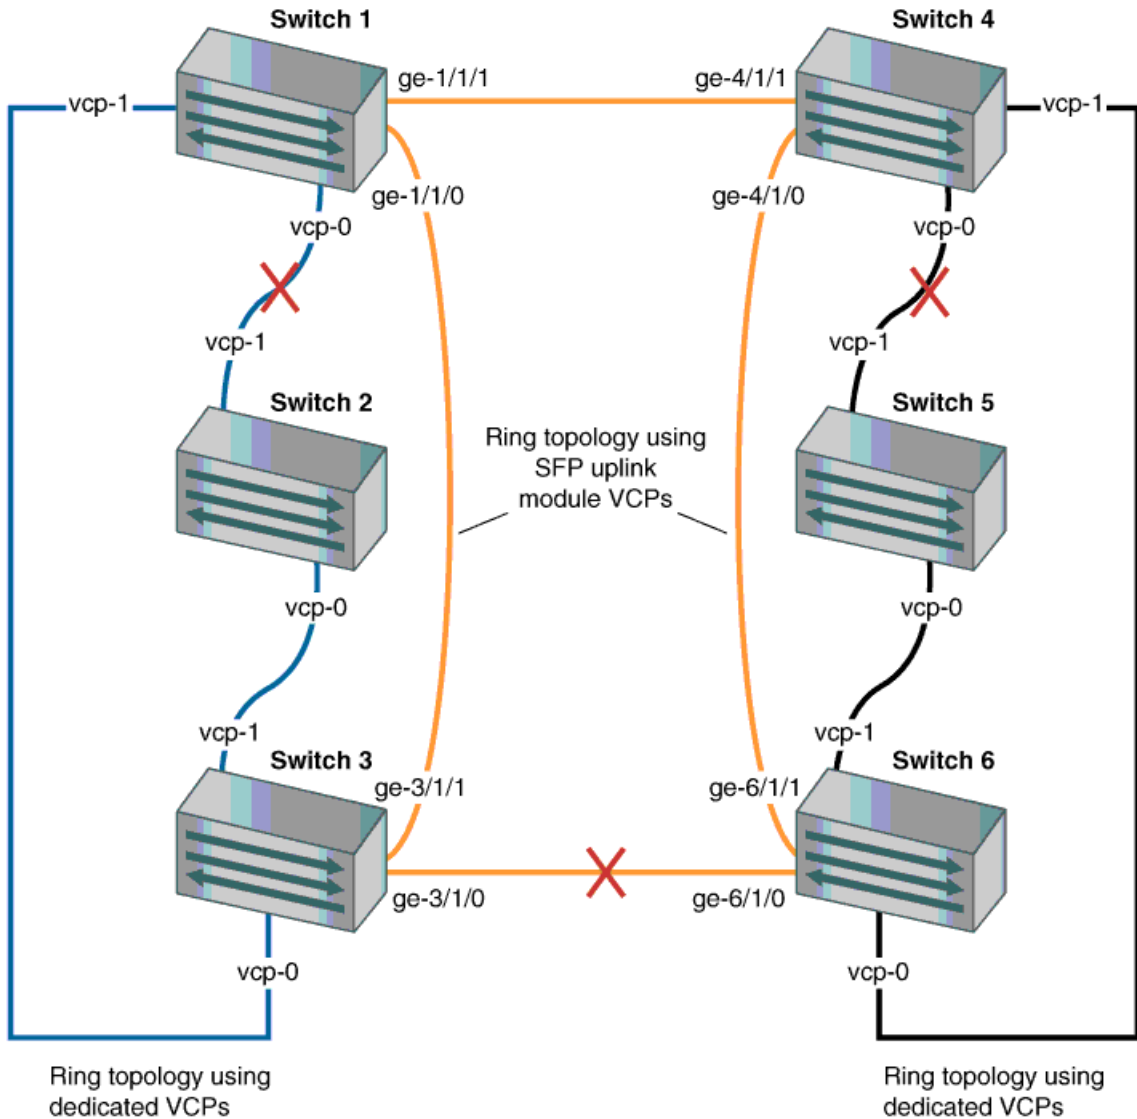 Switch 1
Switch 4
ge-1/1/1
ge-4/1/1
vcp-1
vcp-1
ge-1/1/0
ge-4/1/0
vcp-0
vcp-0
vcp-1
vcp-1
Switch 2
Switch 5
Ring topology using
SFP uplink
module VCPs
vcp-0
vcp-0
vcp-1
vcp-1
Switch 3
Switch 6
ge-3/1/1
ge-6/1/1
ge-3/1/0
ge-6/1/0
vcp-0
vcp-0
Ring topology using
dedicated VCPs
Ring topology using
dedicated VCPs